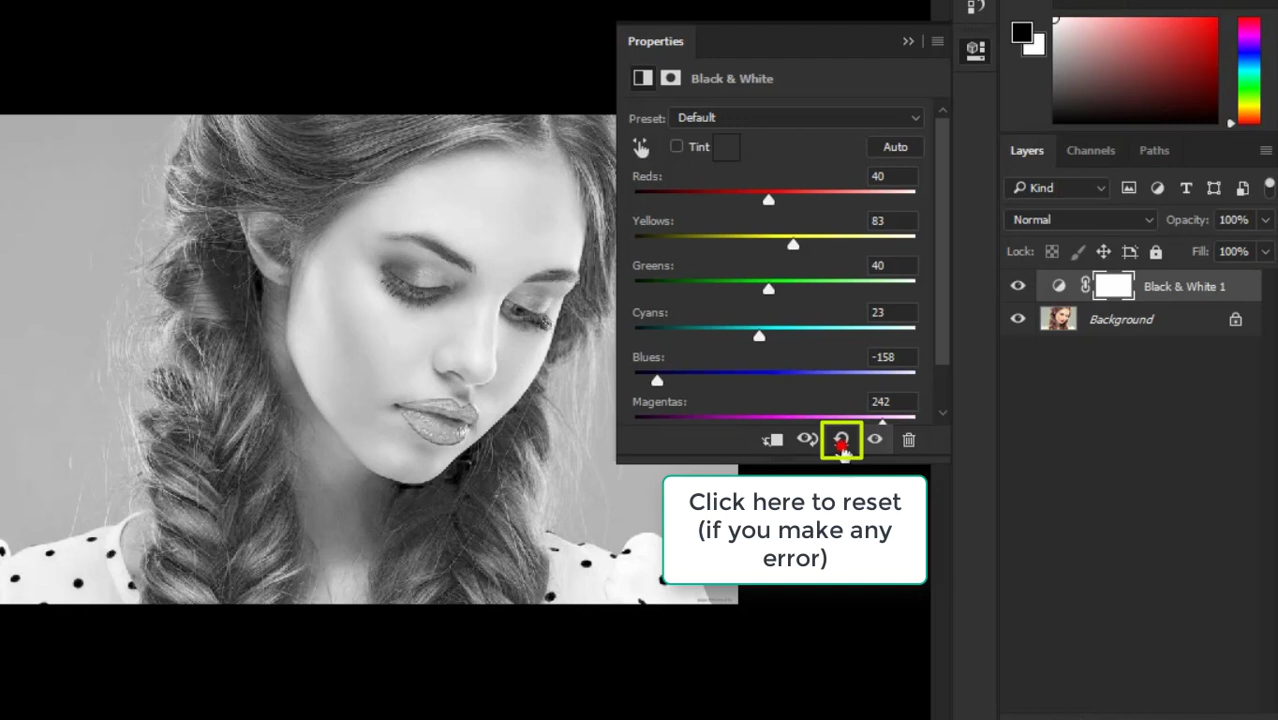 Properties
Black & White
Preset: Default
Tint
Auto
Reds: 40
Yellows: 83
Greens: 40
Cyans: 23
Blues: -158
Magentas: 242
Click here to reset
(if you make any
error)
Layers Channels Paths
Kind
Normal Opacity: 100%
Lock: Fill: 100%
Black & White 1
Background